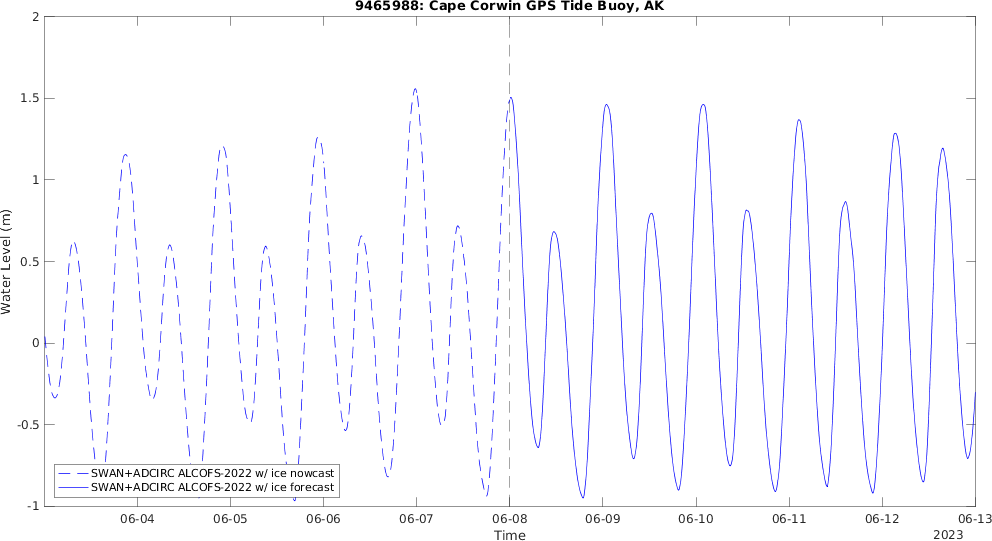 9465988: Cape Corwin GPS Tide Buoy, AK
2
1.5
1
0.5
0
-0.5
-1
Water Level (m)
SWAN+ADCIRC ALCOFS-2022 w/ ice nowcast
SWAN+ADCIRC ALCOFS-2022 w/ ice forecast
06-04 06-05 06-06 06-07 06-08 06-09 06-10 06-11 06-12 06-13
Time
2023